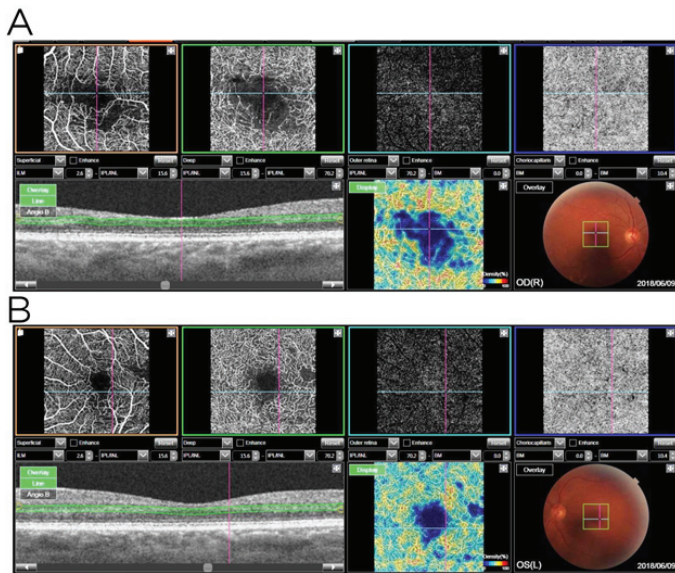 A
Superficial Enhance Reset
Deep Enhance Reset
Outer retina Enhance Reset
Choriocapillaris Enhance Reset
ILM 2.6 - IPL/INL 15.6
IPL/INL 15.6 - IPL/INL 70.2
IPL/INL 70.2 - BM 0.0
BM 0.0 - BM 10.4
Overlay
Line
Angio B
Display
Density(%)
Overlay
OD(R)
2018/06/09
B
Superficial Enhance Reset
Deep Enhance Reset
Outer retina Enhance Reset
Choriocapillaris Enhance Reset
ILM 2.6 - IPL/INL 15.6
IPL/INL 15.6 - IPL/INL 70.2
IPL/INL 70.2 - BM 0.0
BM 0.0 - BM 10.4
Overlay
Line
Angio B
Display
Density(%)
Overlay
OS(L)
2018/06/09